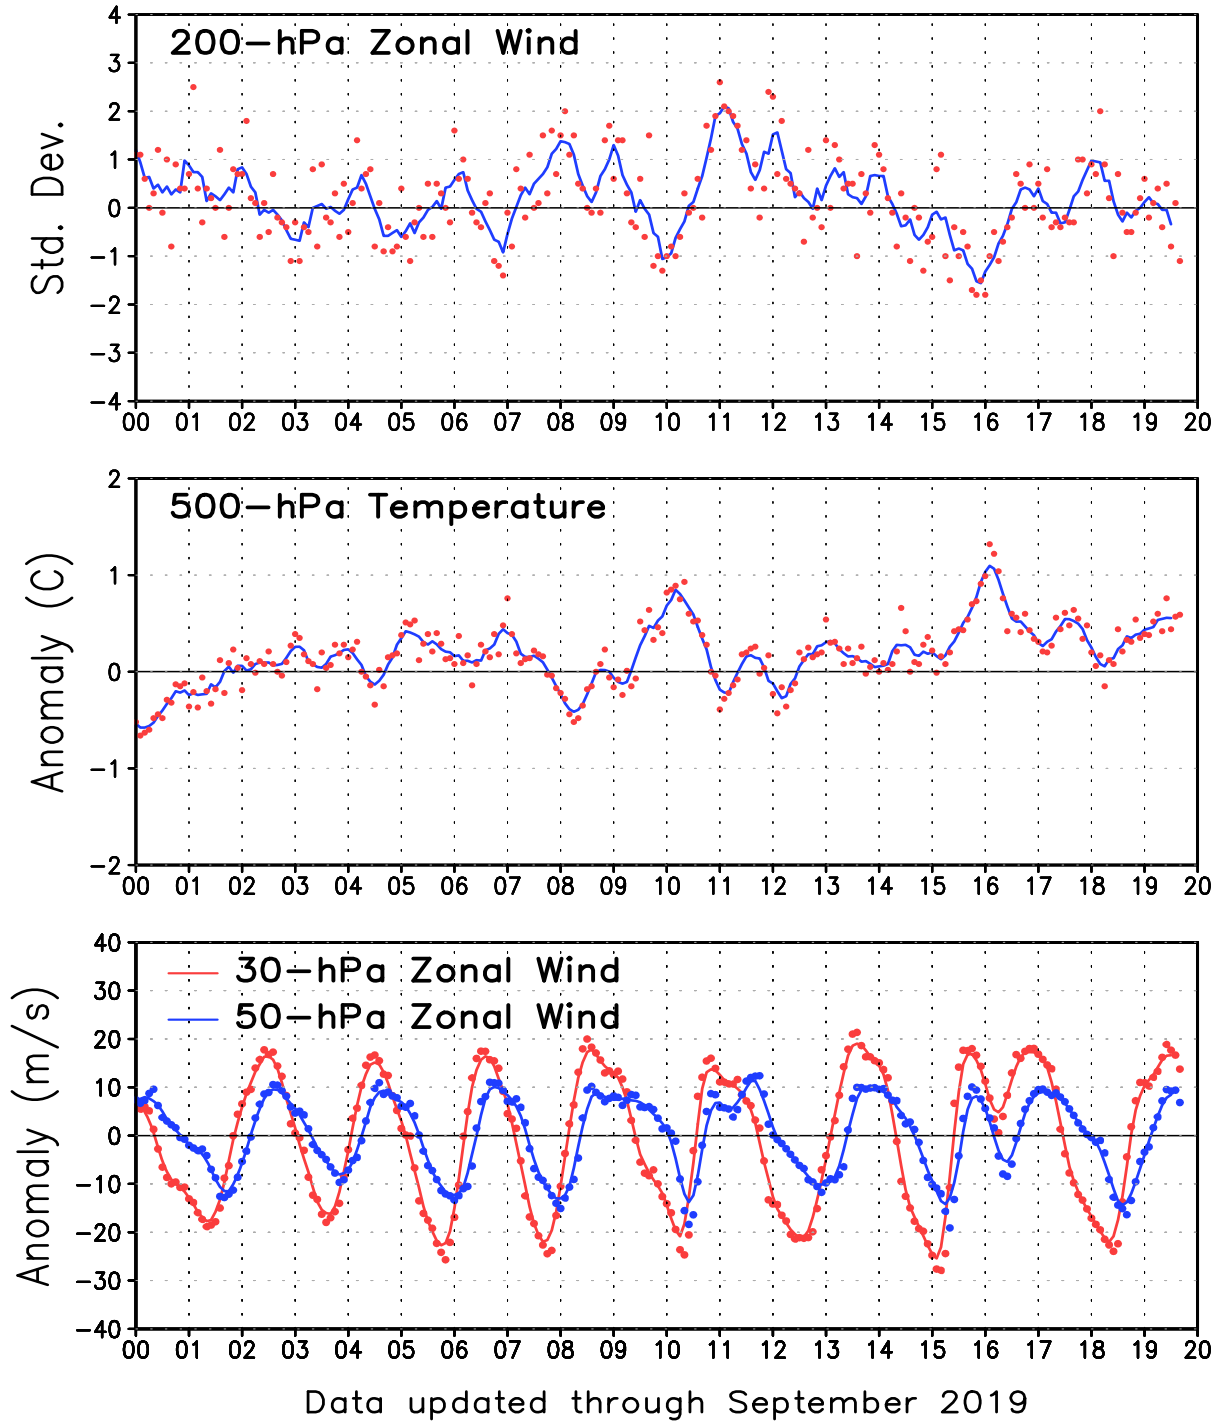 200-hPa Zonal Wind
Std. Dev.
4
3
2
1
0
-1
-2
-3
-4
00 01 02 03 04 05 06 07 08 09 10 11 12 13 14 15 16 17 18 19 20
500-hPa Temperature
Anomaly (C)
2
1
0
-1
-2
00 01 02 03 04 05 06 07 08 09 10 11 12 13 14 15 16 17 18 19 20
30-hPa Zonal Wind
50-hPa Zonal Wind
Anomaly (m/s)
40
30
20
10
0
-10
-20
-30
-40
00 01 02 03 04 05 06 07 08 09 10 11 12 13 14 15 16 17 18 19 20
Data updated through September 2019